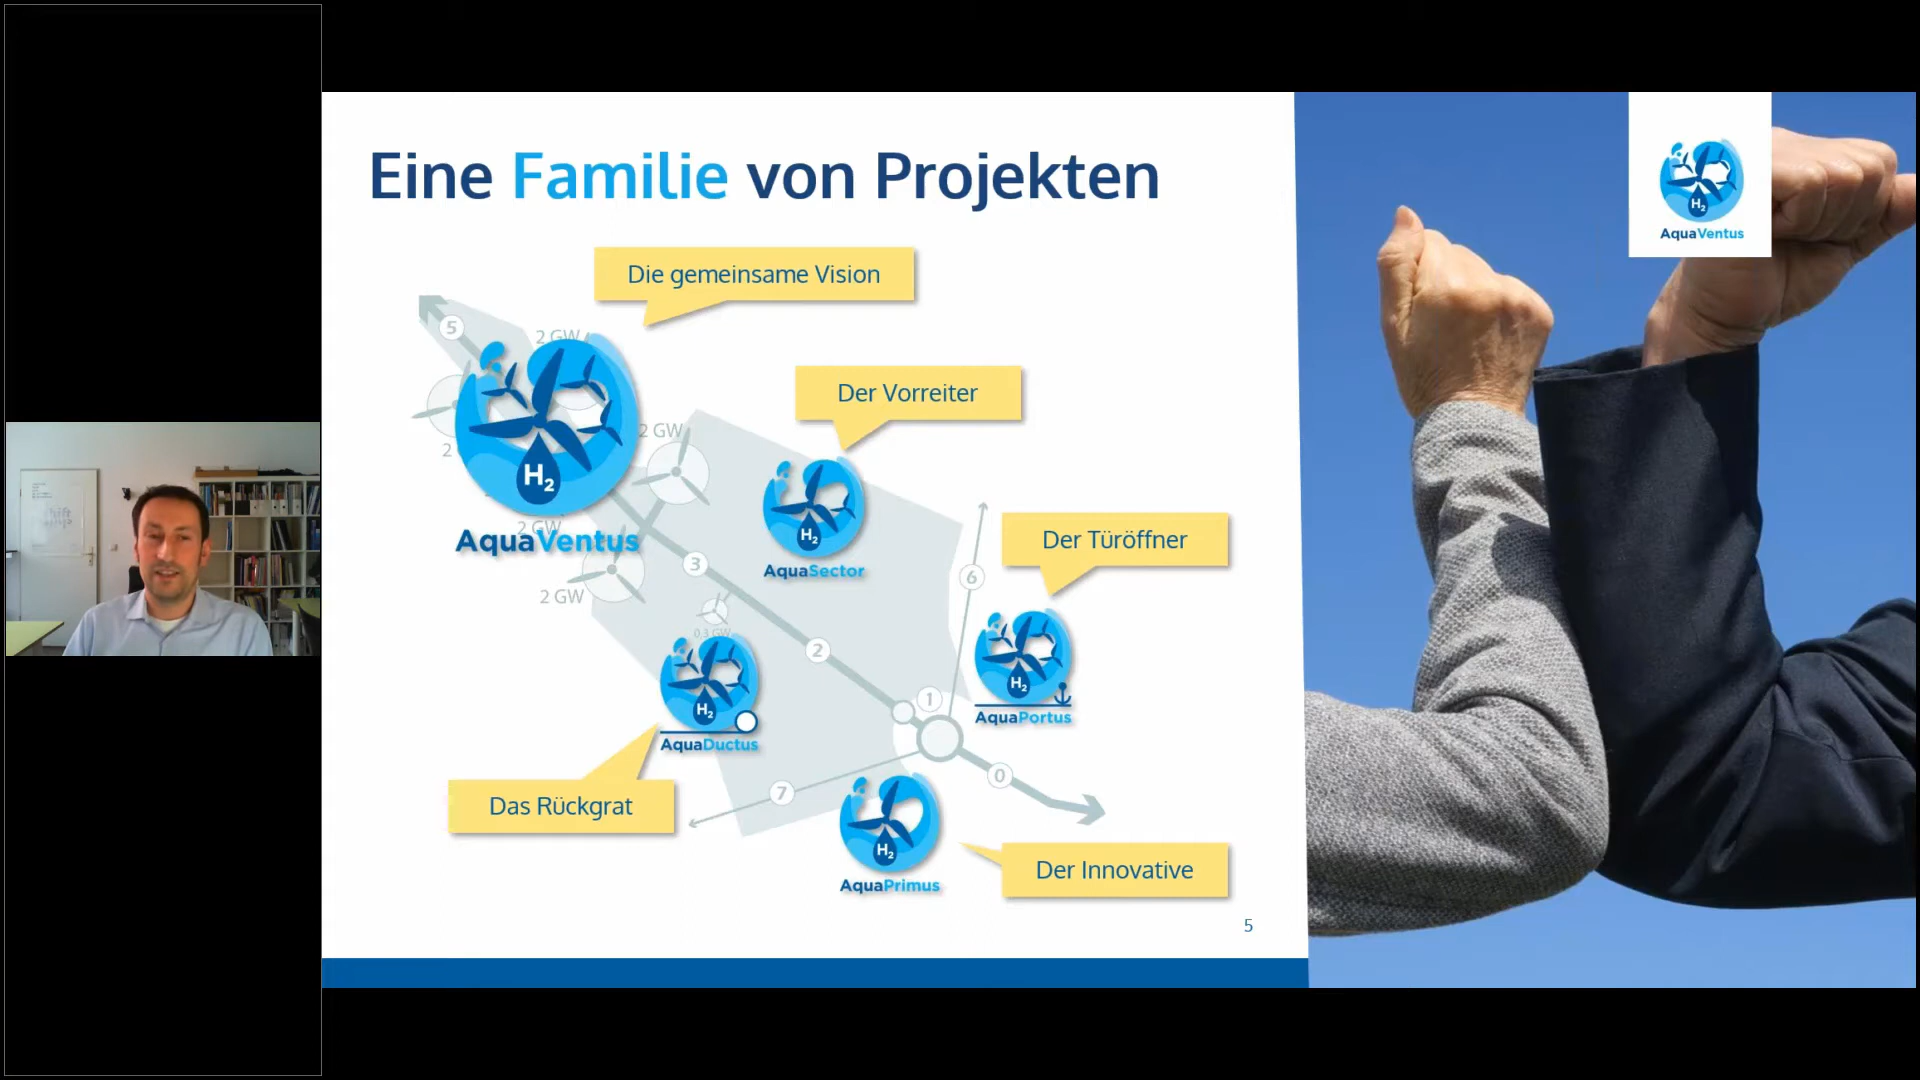 Eine Familie von Projekten
H₂
AquaVentus
Die gemeinsame Vision
5
2 GW
Der Vorreiter
2 GW
2
H₂
AquaVentus
2 GW
2 GW
H₂
AquaSector
3
Der Türöffner
6
0,3 GW
2
H₂
AquaPortus
1
H₂
AquaDuctus
0
7
Das Rückgrat
H₂
AquaPrimus
Der Innovative
5